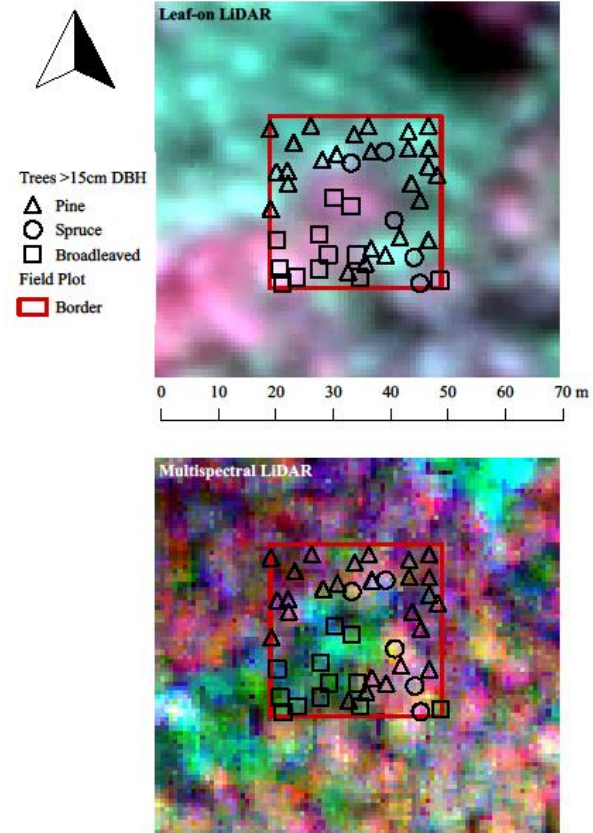 Leaf-on LiDAR
Trees >15cm DBH
Pine
Spruce
Broadleaved
Field Plot
Border
0 10 20 30 40 50 60 70 m
Multispectral LiDAR